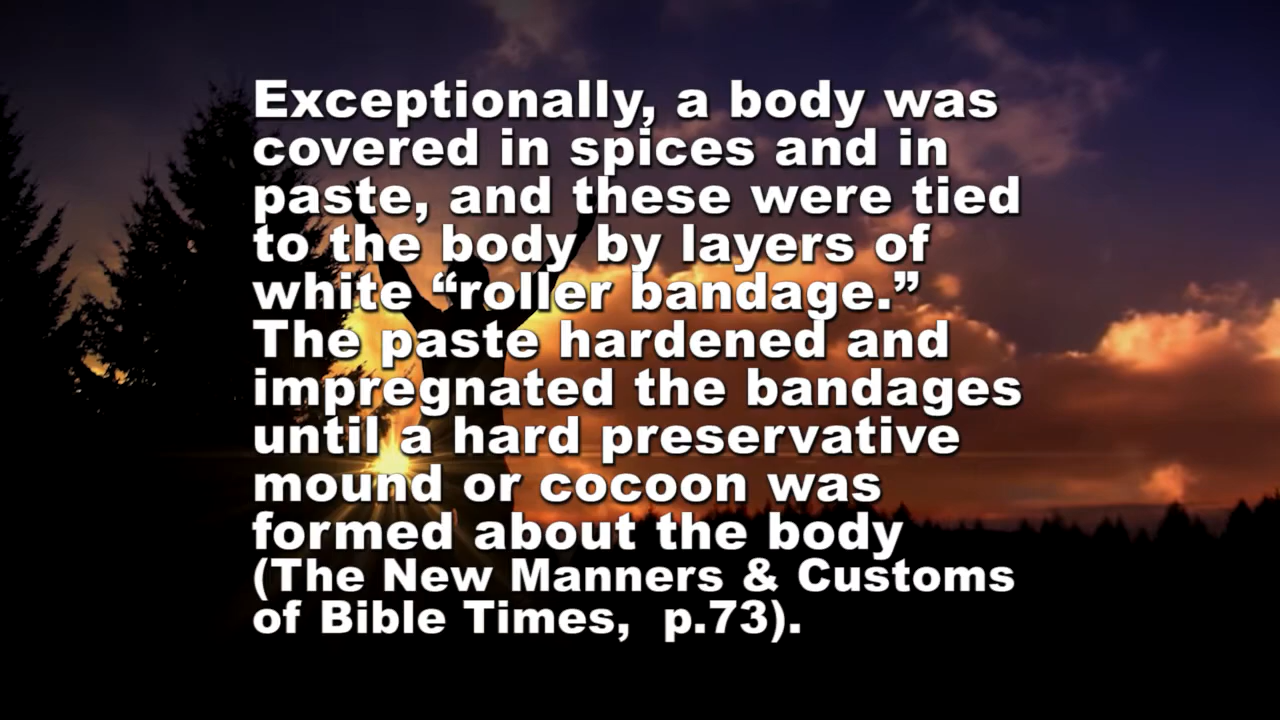 Exceptionally, a body was
covered in spices and in
paste, and these were tied
to the body by layers of
white “roller bandage.”
The paste hardened and
impregnated the bandages
until a hard preservative
mound or cocoon was
formed about the body
(The New Manners & Customs
of Bible Times,  p.73).